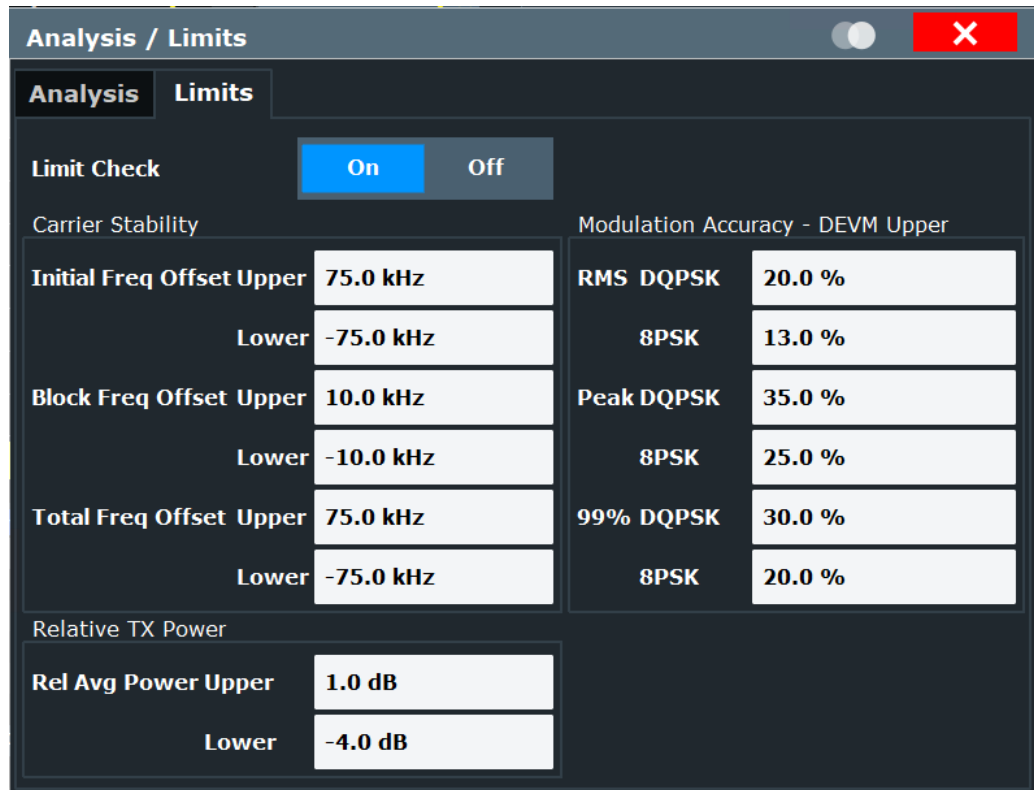 Analysis / Limits
Analysis Limits
Limit Check On Off
Carrier Stability
Initial Freq Offset Upper 75.0 kHz
Lower -75.0 kHz
Block Freq Offset Upper 10.0 kHz
Lower -10.0 kHz
Total Freq Offset Upper 75.0 kHz
Lower -75.0 kHz
Modulation Accuracy - DEVM Upper
RMS DQPSK 20.0 %
8PSK 13.0 %
Peak DQPSK 35.0 %
8PSK 25.0 %
99% DQPSK 30.0 %
8PSK 20.0 %
Relative TX Power
Rel Avg Power Upper 1.0 dB
Lower -4.0 dB